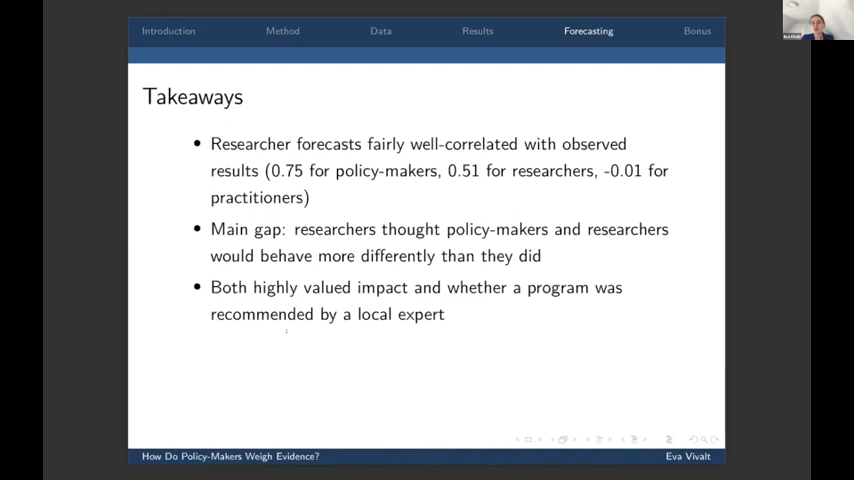 Introduction Method Data Results Forecasting Bonus
Eva Vivalt
Takeaways
Researcher forecasts fairly well-correlated with observed
results (0.75 for policy-makers, 0.51 for researchers, -0.01 for
practitioners)
Main gap: researchers thought policy-makers and researchers
would behave more differently than they did
Both highly valued impact and whether a program was
recommended by a local expert
How Do Policy-Makers Weigh Evidence? Eva Vivalt